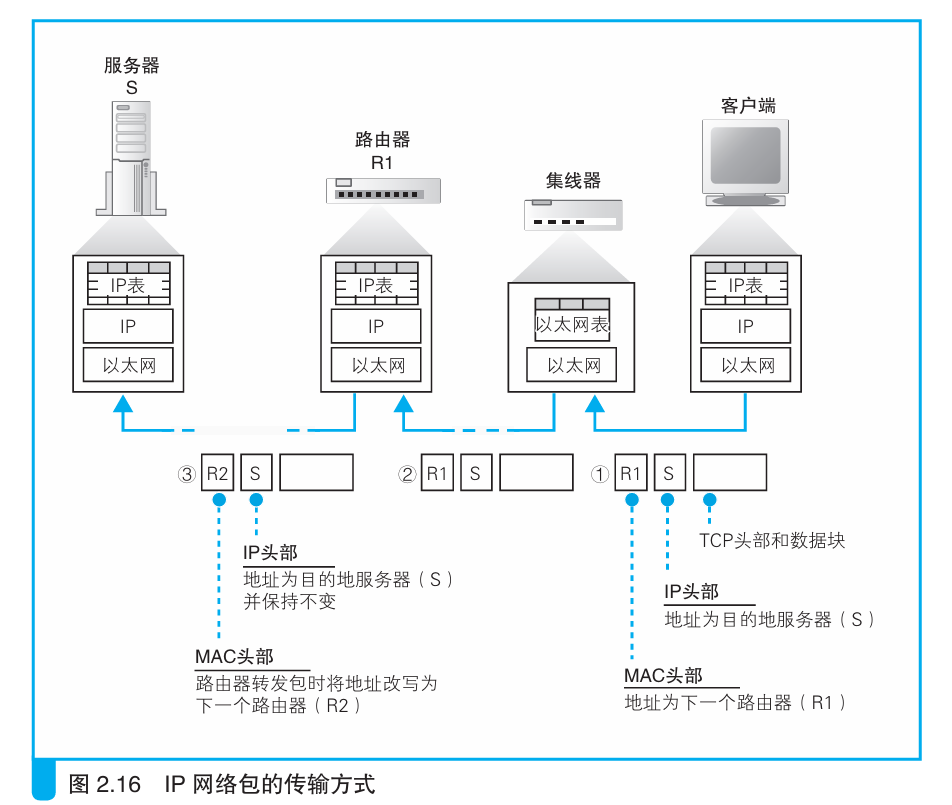 服务器
S
路由器
R1
集线器
客户端
IP表
IP
以太网
IP表
IP
以太网
以太网表
以太网
IP表
IP
以太网
③ R2 S
② R1 S
① R1 S
TCP头部和数据块
IP头部
地址为目的地服务器（S）
并保持不变
IP头部
地址为目的地服务器（S）
MAC头部
路由器转发包时将地址改写为
下一个路由器（R2）
MAC头部
地址为下一个路由器（R1）
图 2.16 IP 网络包的传输方式